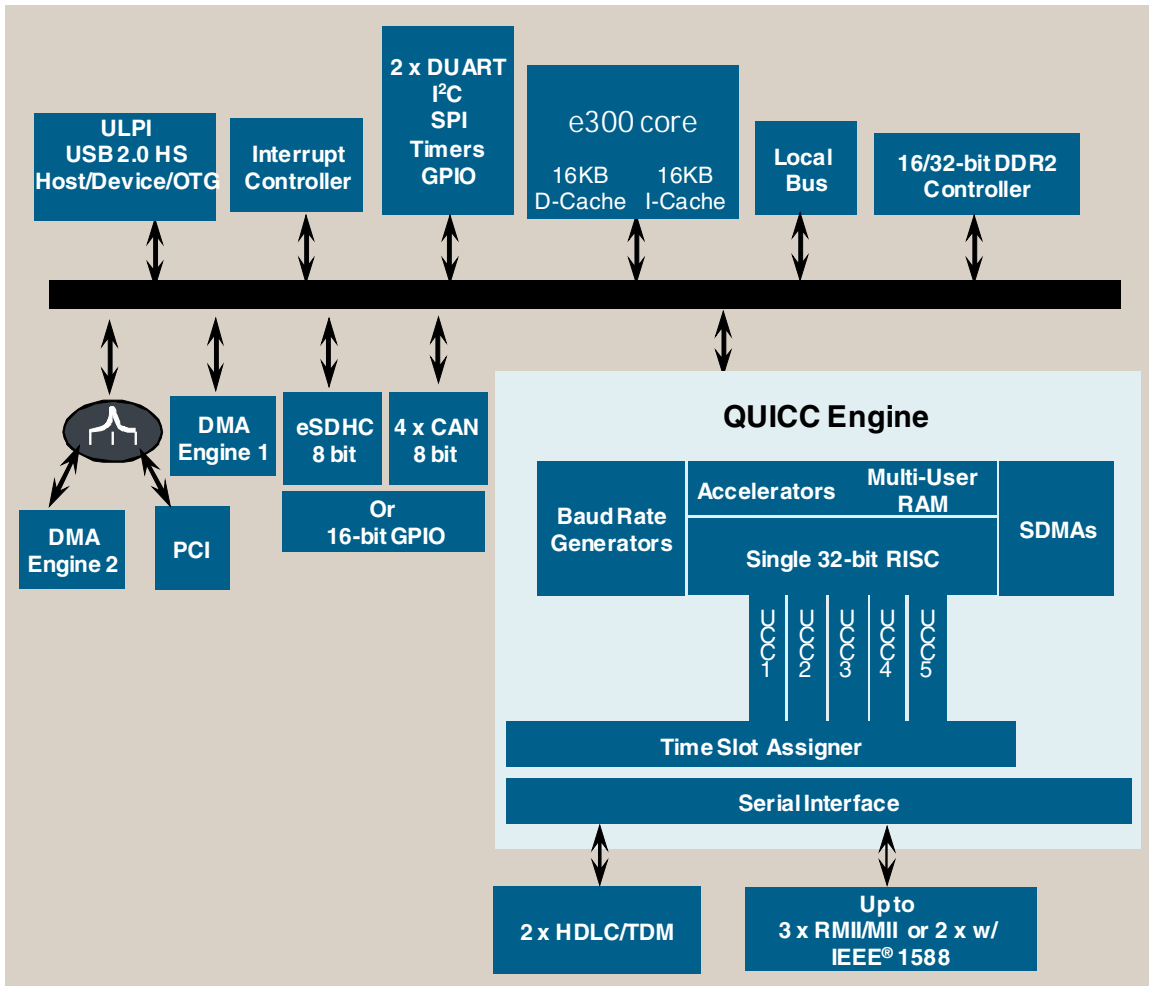 ULPI
USB 2.0 HS
Host/Device/OTG
Interrupt
Controller
2 x DUART
I²C
SPI
Timers
GPIO
e300 core
16KB
D-Cache
16KB
I-Cache
Local
Bus
16/32-bit DDR2
Controller
DMA
Engine 1
eSDHC
8 bit
4 x CAN
8 bit
Or
16-bit GPIO
DMA
Engine 2
PCI
QUICC Engine
Baud Rate
Generators
Accelerators
Multi-User
RAM
Single 32-bit RISC
SDMAs
UCC1
UCC2
UCC3
UCC4
UCC5
Time Slot Assigner
Serial Interface
2 x HDLC/TDM
Up to
3 x RMII/MII or 2 x w/
IEEE® 1588